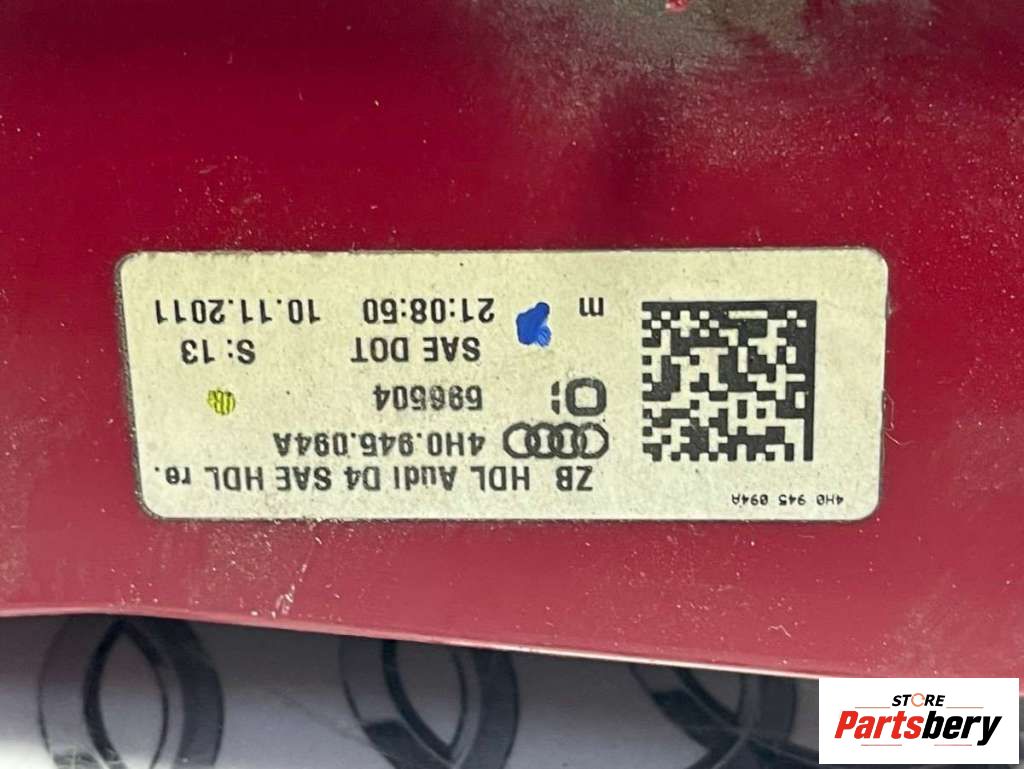 ZB HDL Audi D4 SAE HDL re.
4H0.945.094A
596504
SAE DOT S: 13
m 21:08:50 10.11.2011
4H0 945 094A
STORE
Partsbery